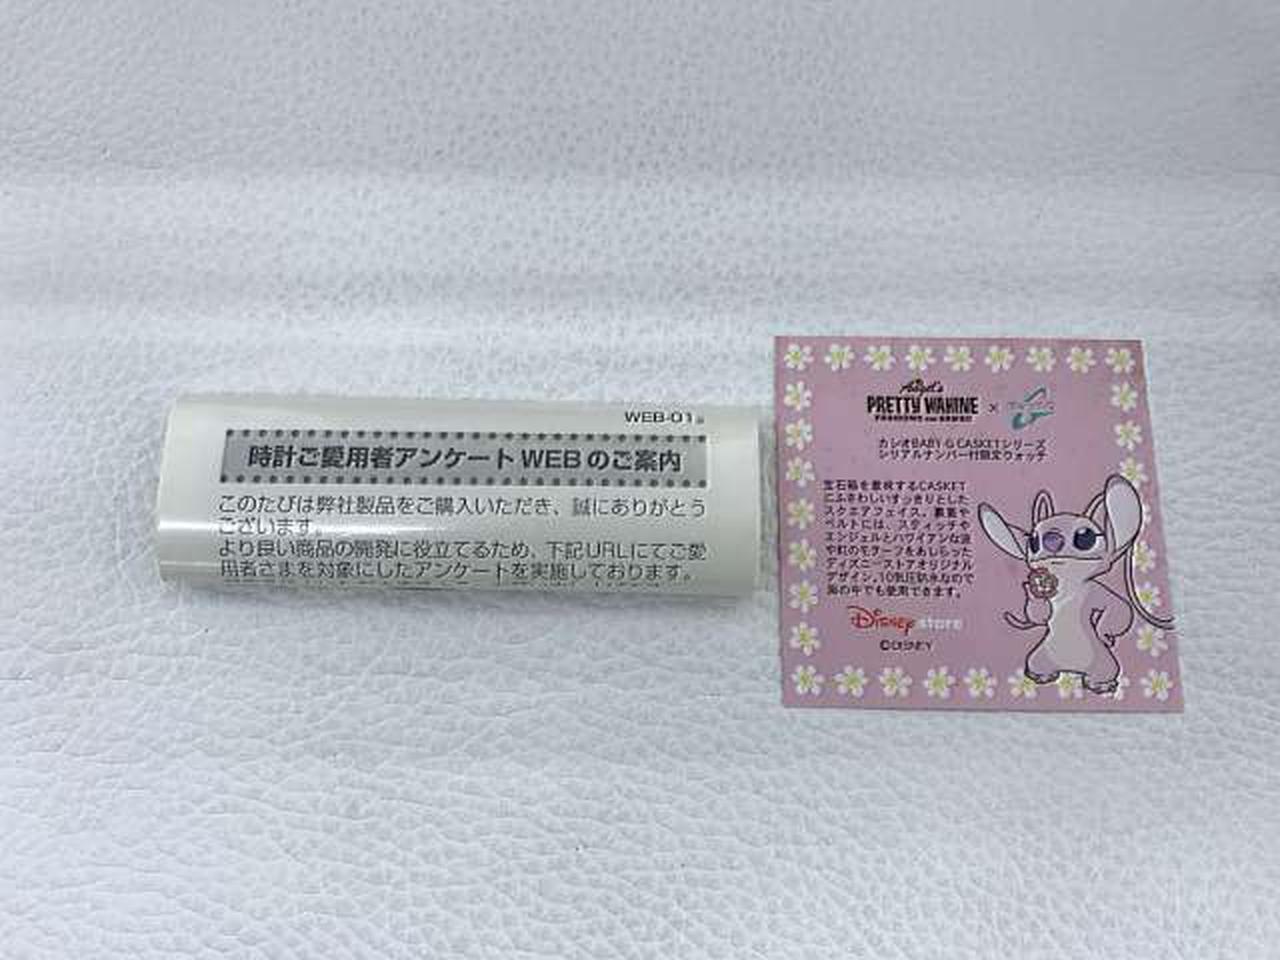 WEB-01
時計ご愛用者アンケートWEBのご案内
このたびは弊社製品をご購入いただき、誠にありがとう
ございます。
より良い商品の開発に役立てるため、下記URLにてご愛
用者さまを対象にしたアンケートを実施しております。
Angel's
PRETTY WAHINE
×
カシオBABY-G CASKETシリーズ
シリアルナンバー付限定ウォッチ
宝石箱を意味するCASKET
にふさわしいすっきりとした
スクエアフェイス。裏蓋や
ベルトには、スティッチや
エンジェルとハワイアンな波
や虹のモチーフをあしらった
ディズニーストアオリジナル
デザイン。10気圧防水なので
海の中でも使用できます。
Disney store
©DISNEY